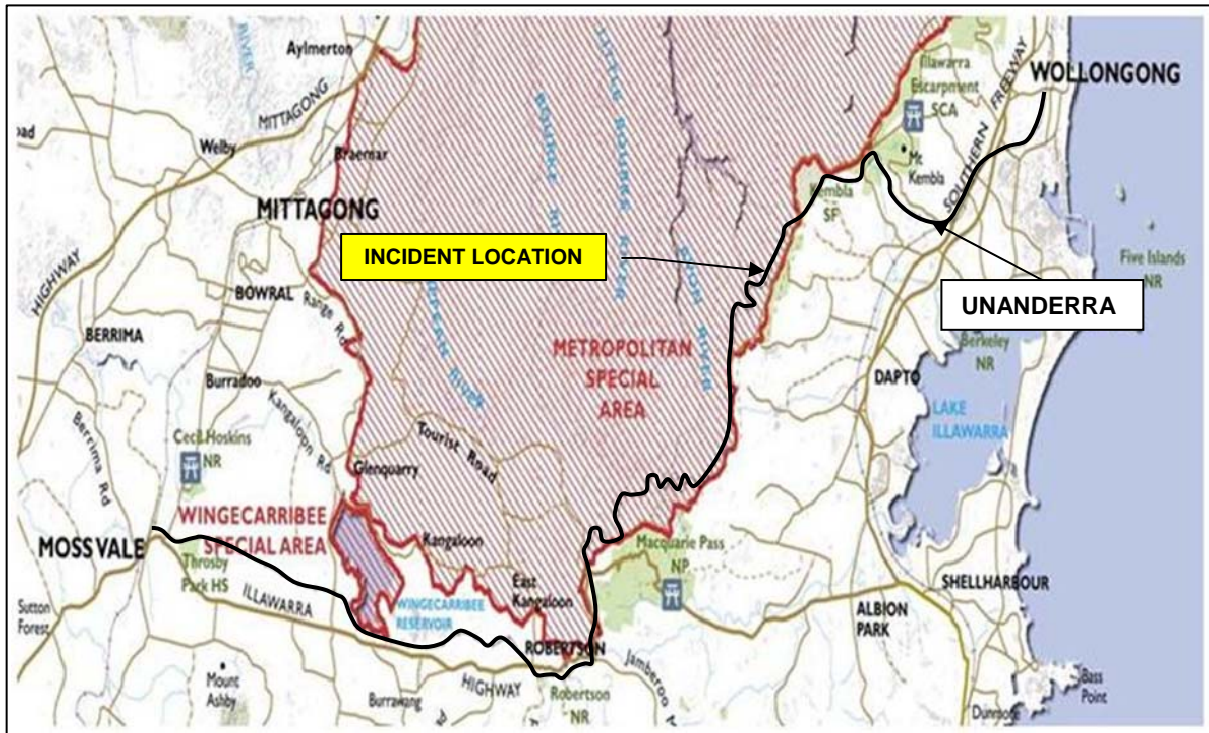 RIVER
Aylmerton
MITTAGONG
Welby
Braemar
MITTAGONG
HIGHWAY
BOWRAL
Range Rd
BERRIMA
Burradoo
Kangaloon Rd
Berrima Rd
Cecil Hoskins
NR
Glenquarry
Tourist Road
WINGECARRIBEE
SPECIAL AREA
MOSS VALE
Throsby
Park HS
ILLAWARRA
HIGHWAY
Sutton
Forest
Mount
Ashby
Kangaloon
East
Kangaloon
WINGECARRIBEE
RESERVOIR
ROBERTSON
Burrawang
Robertson
NR
Jamberoo
INCIDENT LOCATION
RIVER
METROPOLITAN
SPECIAL
AREA
Illawarra
Escarpment
SCA
WOLLONGONG
SOUTHERN FREEWAY
Mt
Kembla
Kembla
SF
UNANDERRA
Five Islands
NR
Berkeley
NR
DAPTO
LAKE
ILLAWARRA
Macquarie Pass
NP
SHELLHARBOUR
ALBION
PARK
Bass
Point